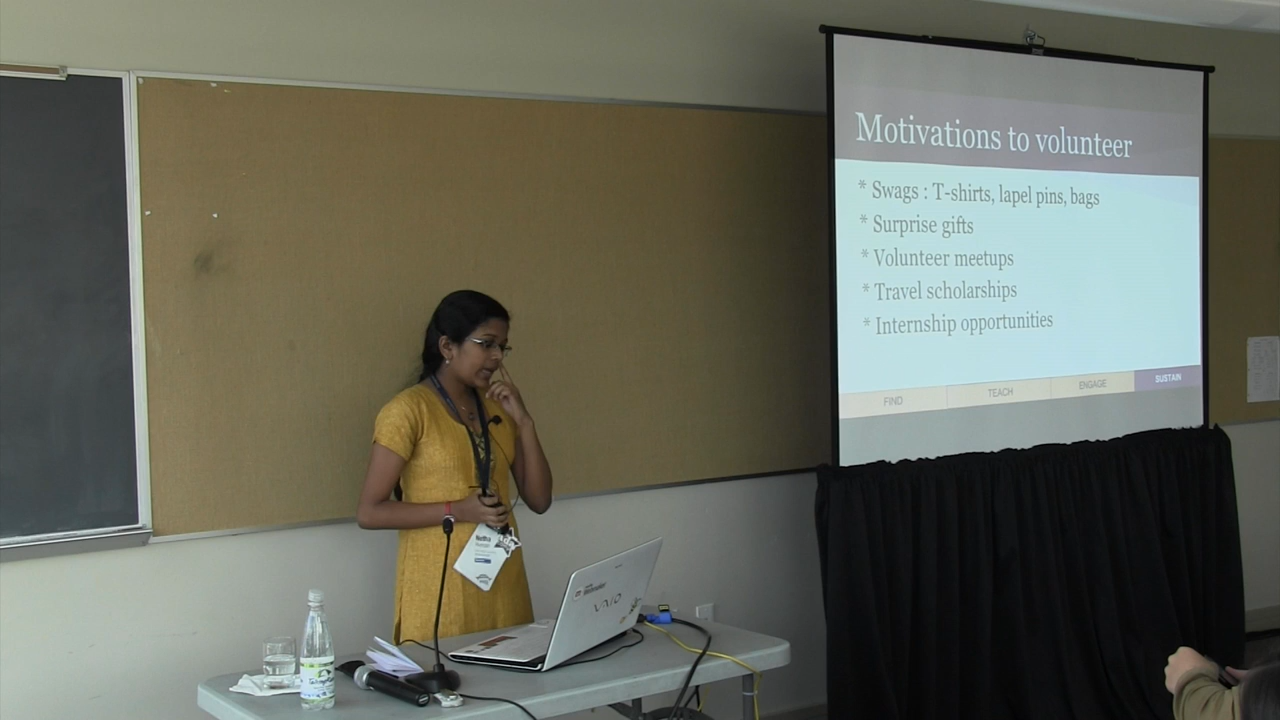 Motivations to volunteer
* Swags : T-shirts, lapel pins, bags
* Surprise gifts
* Volunteer meetups
* Travel scholarships
* Internship opportunities
FIND TEACH ENGAGE SUSTAIN
VAIO